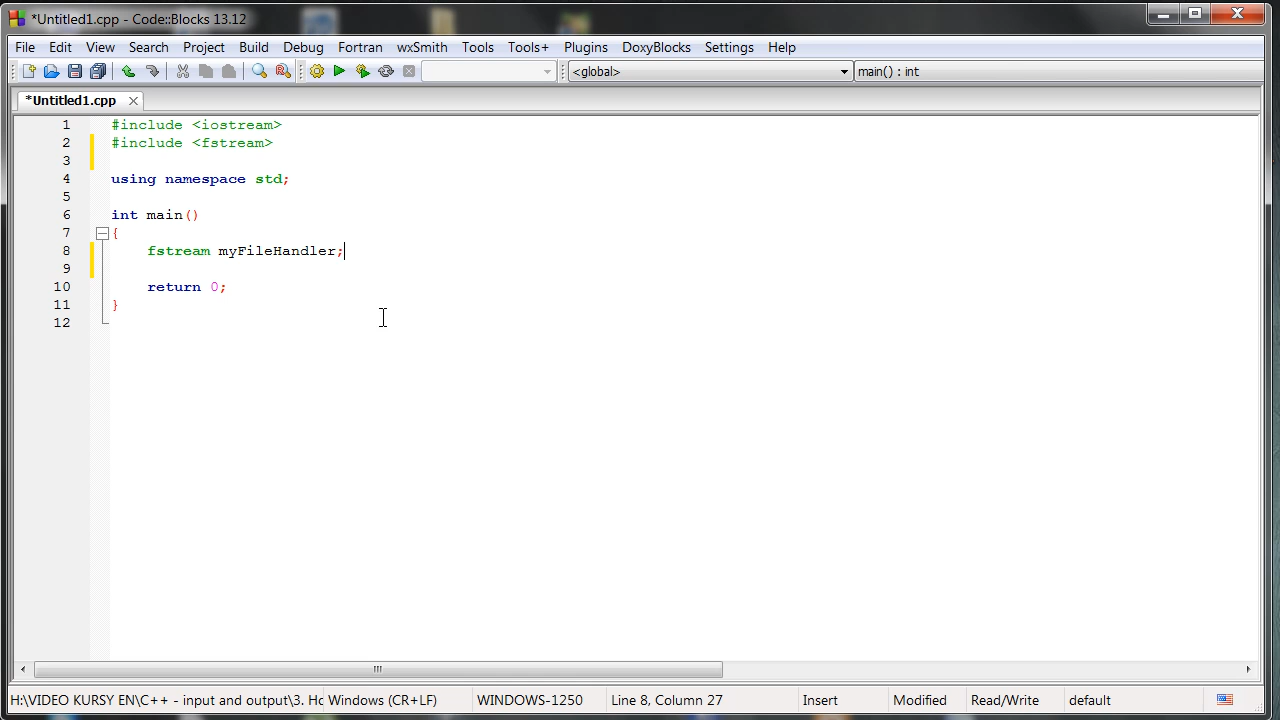 *Untitled1.cpp - Code::Blocks 13.12
File Edit View Search Project Build Debug Fortran wxSmith Tools Tools+ Plugins DoxyBlocks Settings Help
<global> main() : int
*Untitled1.cpp
1 #include <iostream>
2 #include <fstream>
3
4 using namespace std;
5
6 int main()
7 {
8 fstream myFileHandler;
9
10 return 0;
11 }
12
H:\VIDEO KURSY EN\C++ - input and output\3. Ho Windows (CR+LF) WINDOWS-1250 Line 8, Column 27 Insert Modified Read/Write default